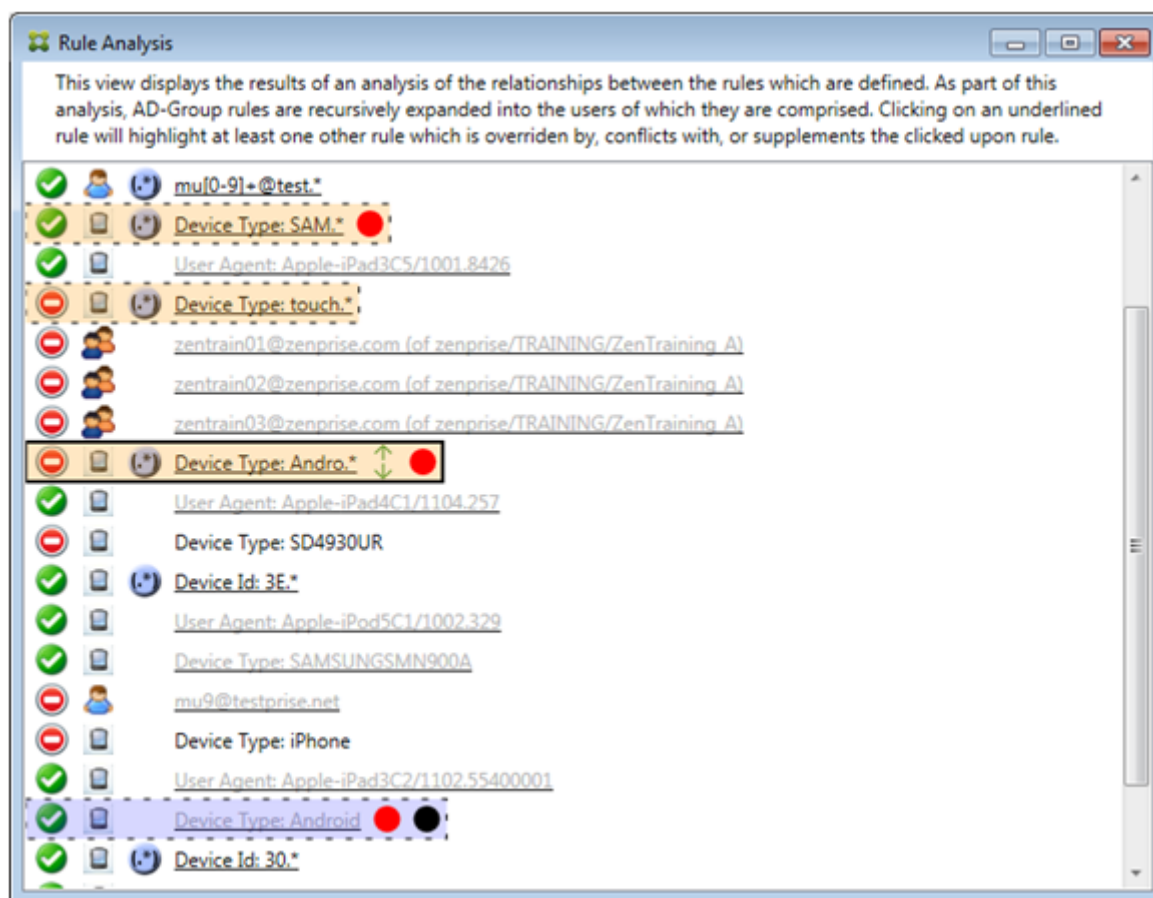 Rule Analysis
This view displays the results of an analysis of the relationships between the rules which are defined. As part of this
analysis, AD-Group rules are recursively expanded into the users of which they are comprised. Clicking on an underlined
rule will highlight at least one other rule which is overriden by, conflicts with, or supplements the clicked upon rule.
(.*) mu[0-9]+@test.*
(.*) Device Type: SAM.*
User Agent: Apple-iPad3C5/1001.8426
(.*) Device Type: touch.*
zentrain01@zenprise.com (of zenprise/TRAINING/ZenTraining_A)
zentrain02@zenprise.com (of zenprise/TRAINING/ZenTraining_A)
zentrain03@zenprise.com (of zenprise/TRAINING/ZenTraining_A)
(.*) Device Type: Andro.*
User Agent: Apple-iPad4C1/1104.257
Device Type: SD4930UR
(.*) Device Id: 3E.*
User Agent: Apple-iPod5C1/1002.329
Device Type: SAMSUNGSMN900A
mu9@testprise.net
Device Type: iPhone
User Agent: Apple-iPad3C2/1102.55400001
Device Type: Android
(.*) Device Id: 30.*